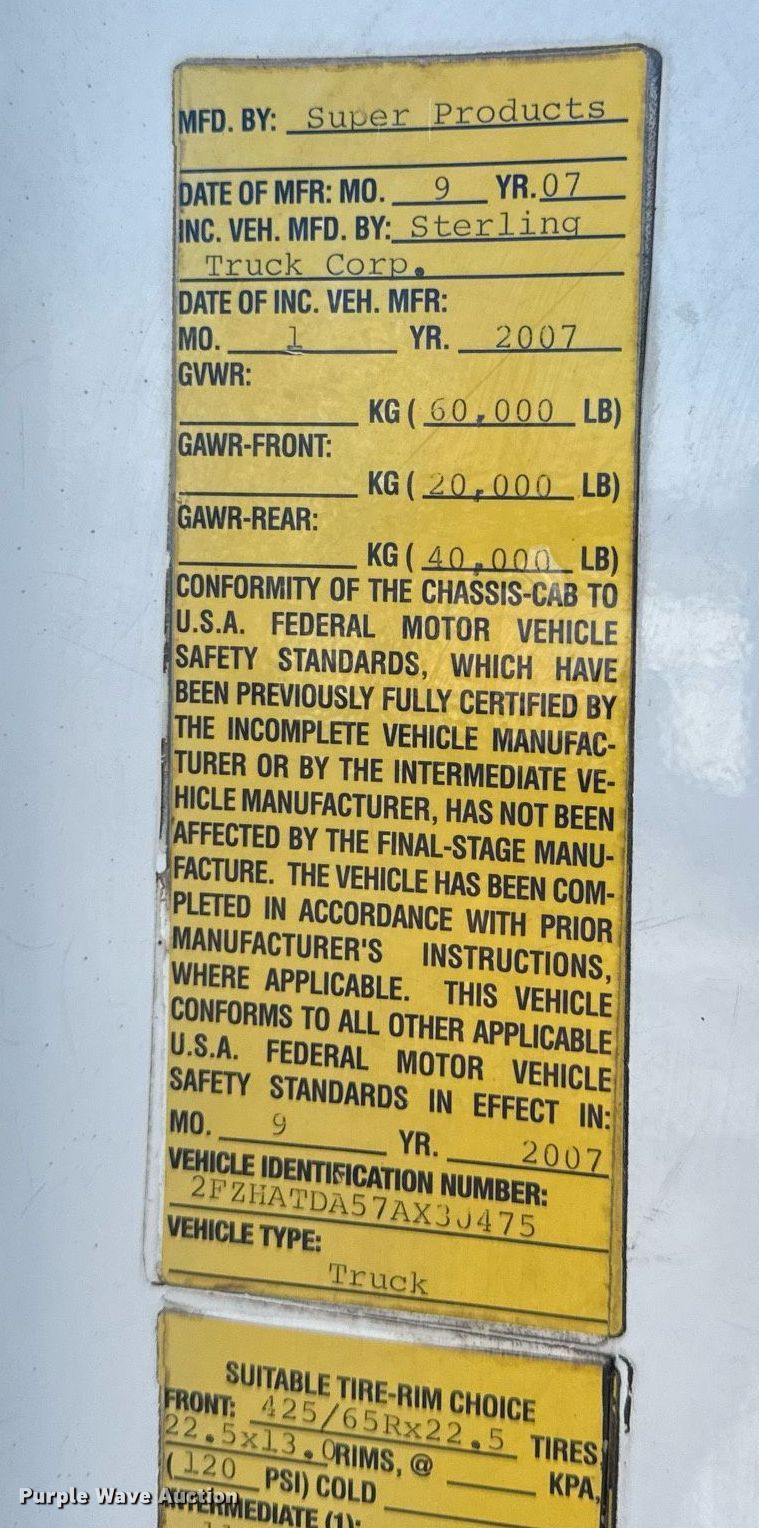 MFD. BY: Super Products
DATE OF MFR: MO. 9 YR. 07
INC. VEH. MFD. BY: Sterling
Truck Corp.
DATE OF INC. VEH. MFR:
MO. 1 YR. 2007
GVWR:
KG ( 60,000 LB)
GAWR-FRONT:
KG ( 20,000 LB)
GAWR-REAR:
KG ( 40,000 LB)
CONFORMITY OF THE CHASSIS-CAB TO
U.S.A. FEDERAL MOTOR VEHICLE
SAFETY STANDARDS, WHICH HAVE
BEEN PREVIOUSLY FULLY CERTIFIED BY
THE INCOMPLETE VEHICLE MANUFAC-
TURER OR BY THE INTERMEDIATE VE-
HICLE MANUFACTURER, HAS NOT BEEN
AFFECTED BY THE FINAL-STAGE MANU-
FACTURE. THE VEHICLE HAS BEEN COM-
PLETED IN ACCORDANCE WITH PRIOR
MANUFACTURER'S INSTRUCTIONS,
WHERE APPLICABLE. THIS VEHICLE
CONFORMS TO ALL OTHER APPLICABLE
U.S.A. FEDERAL MOTOR VEHICLE
SAFETY STANDARDS IN EFFECT IN:
MO. 9 YR. 2007
VEHICLE IDENTIFICATION NUMBER:
VEHICLE TYPE:
Truck
SUITABLE TIRE-RIM CHOICE
FRONT: 425/65Rx22.5 TIRES
22.5x13.0 RIMS, @ KPA,
(120 PSI) COLD
INTERMEDIATE (1):
Purple Wave Auction